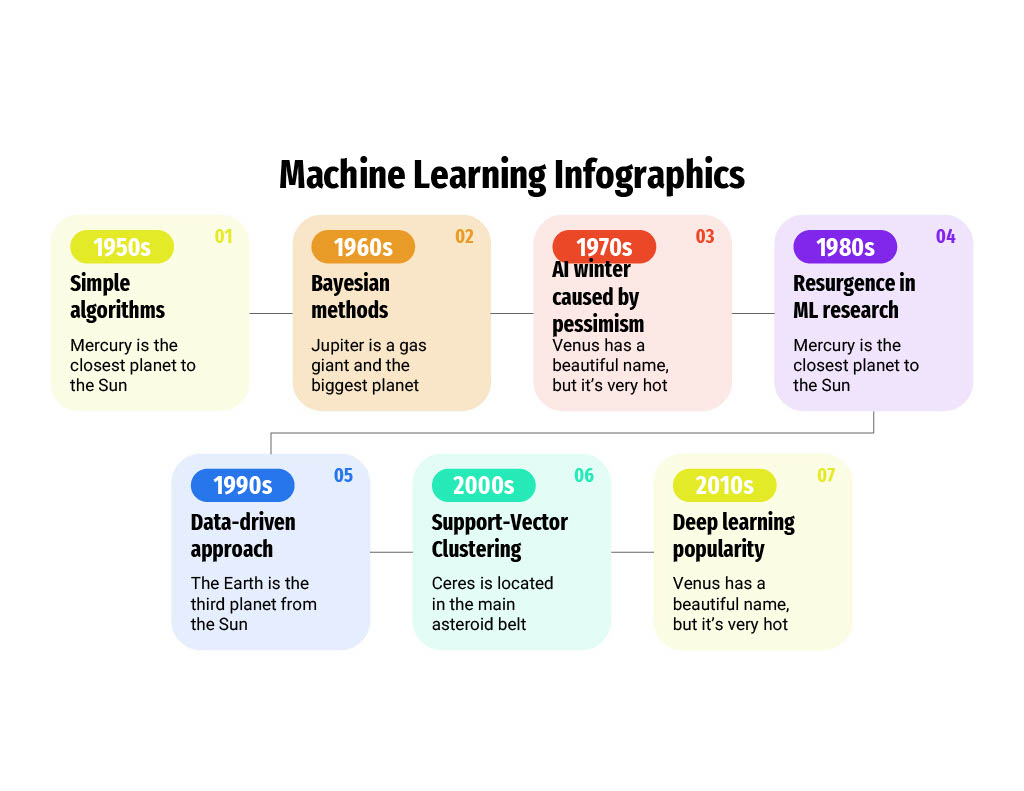 Machine Learning Infographics
1950s
01
Simple
algorithms
Mercury is the
closest planet to
the Sun
1960s
02
Bayesian
methods
Jupiter is a gas
giant and the
biggest planet
1970s
03
AI winter
caused by
pessimism
Venus has a
beautiful name,
but it’s very hot
1980s
04
Resurgence in
ML research
Mercury is the
closest planet to
the Sun
1990s
05
Data-driven
approach
The Earth is the
third planet from
the Sun
2000s
06
Support-Vector
Clustering
Ceres is located
in the main
asteroid belt
2010s
07
Deep learning
popularity
Venus has a
beautiful name,
but it’s very hot